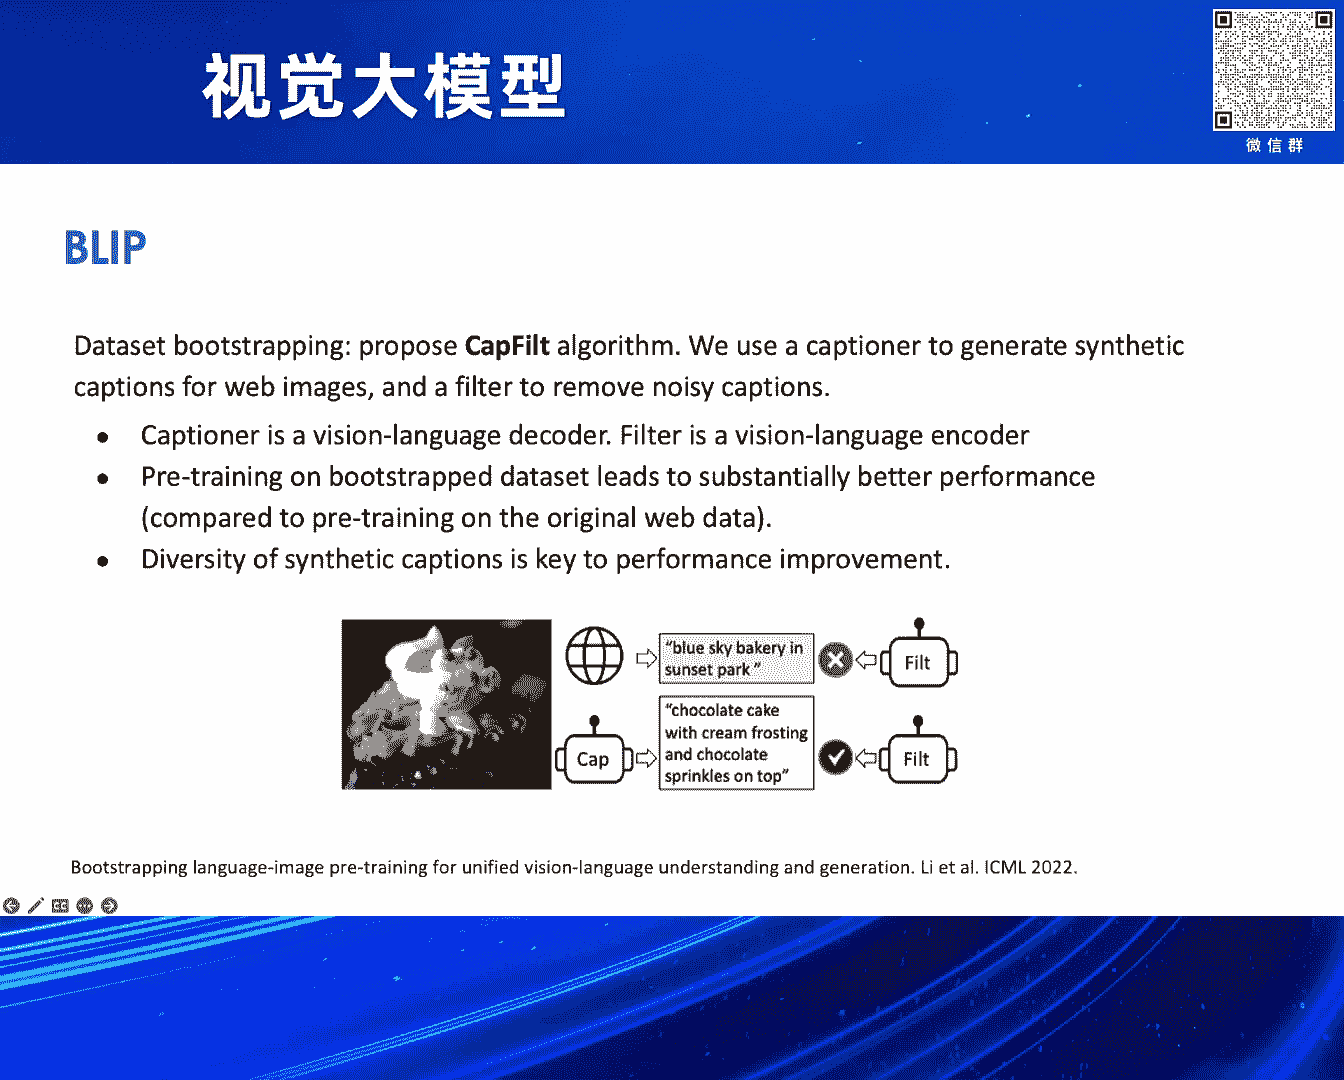 视觉大模型
微信群
BLIP
Dataset bootstrapping: propose CapFilt algorithm. We use a captioner to generate synthetic
captions for web images, and a filter to remove noisy captions.
● Captioner is a vision-language decoder. Filter is a vision-language encoder
● Pre-training on bootstrapped dataset leads to substantially better performance
(compared to pre-training on the original web data).
● Diversity of synthetic captions is key to performance improvement.
“blue sky bakery in
sunset park ”
Filt
Cap
“chocolate cake
with cream frosting
and chocolate
sprinkles on top”
Filt
Bootstrapping language-image pre-training for unified vision-language understanding and generation. Li et al. ICML 2022.